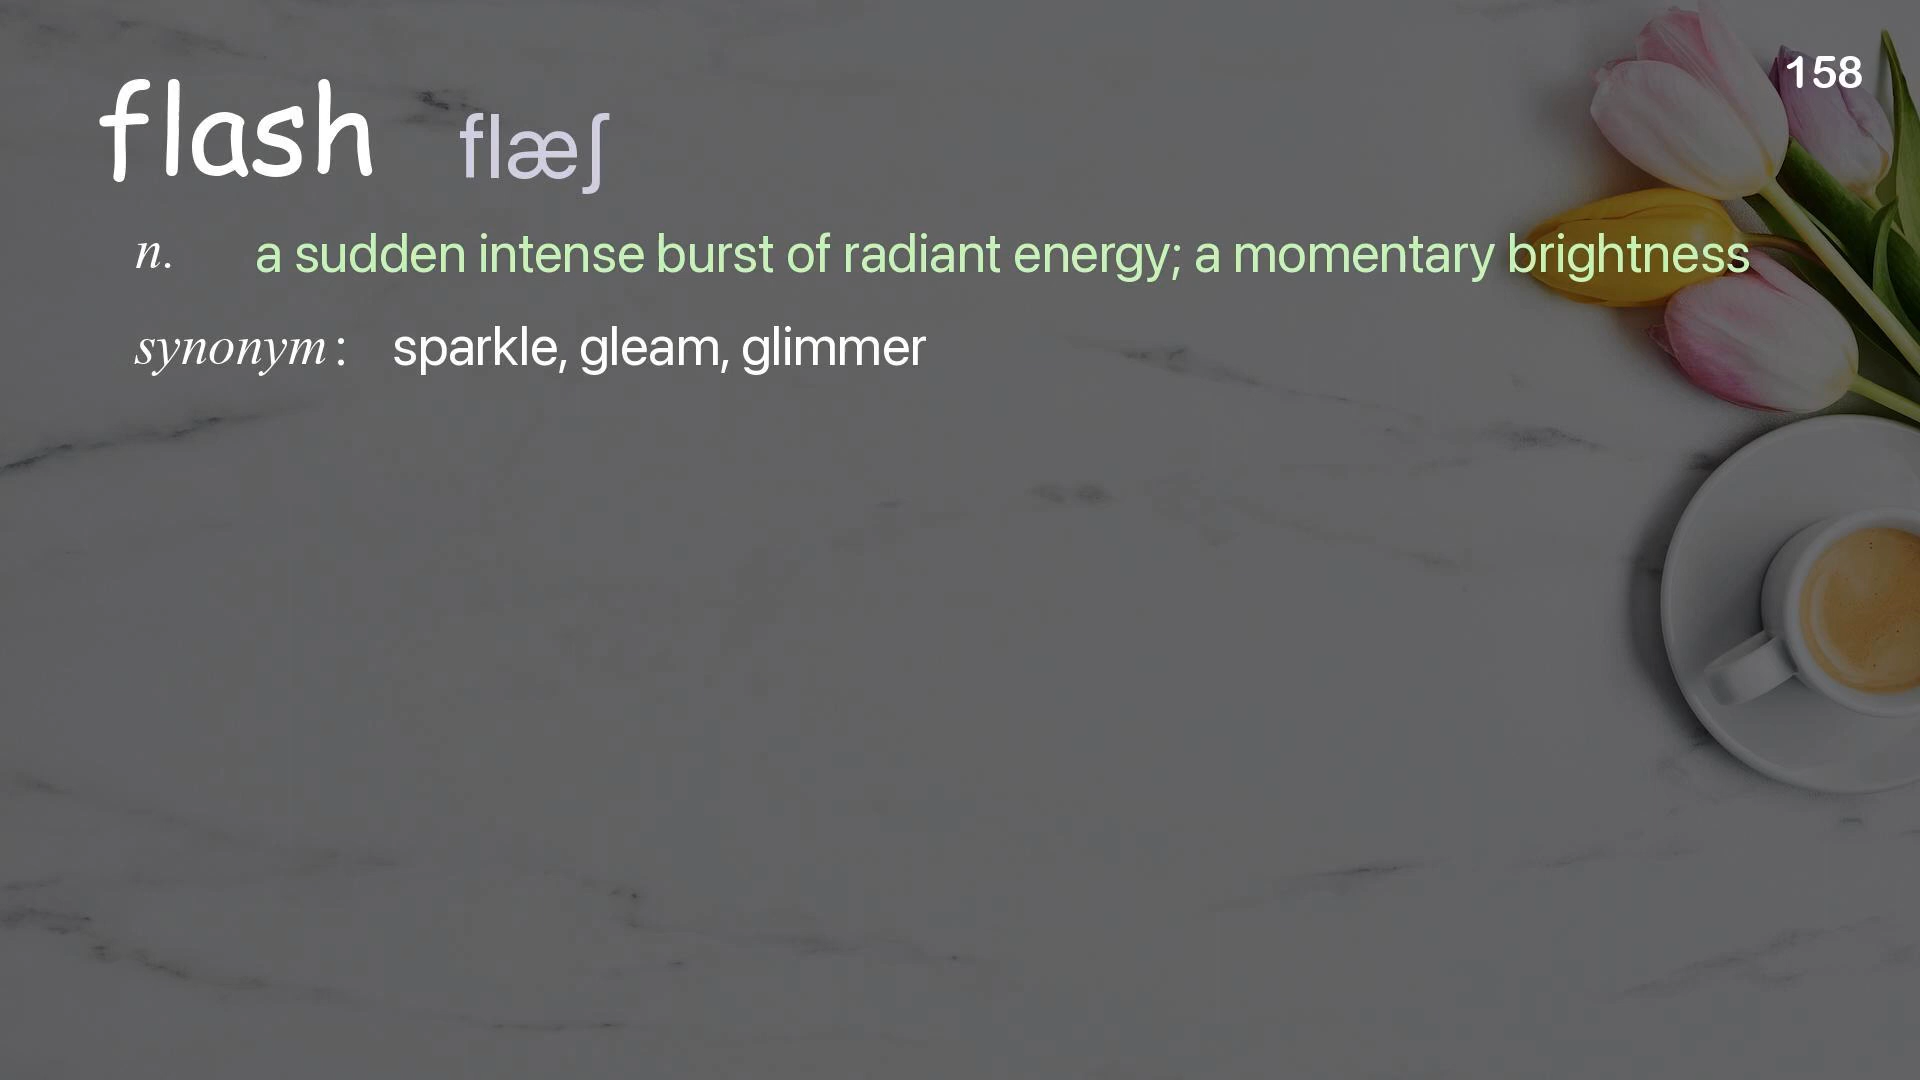 158
flash flæʃ
n. a sudden intense burst of radiant energy; a momentary brightness
synonym: sparkle, gleam, glimmer